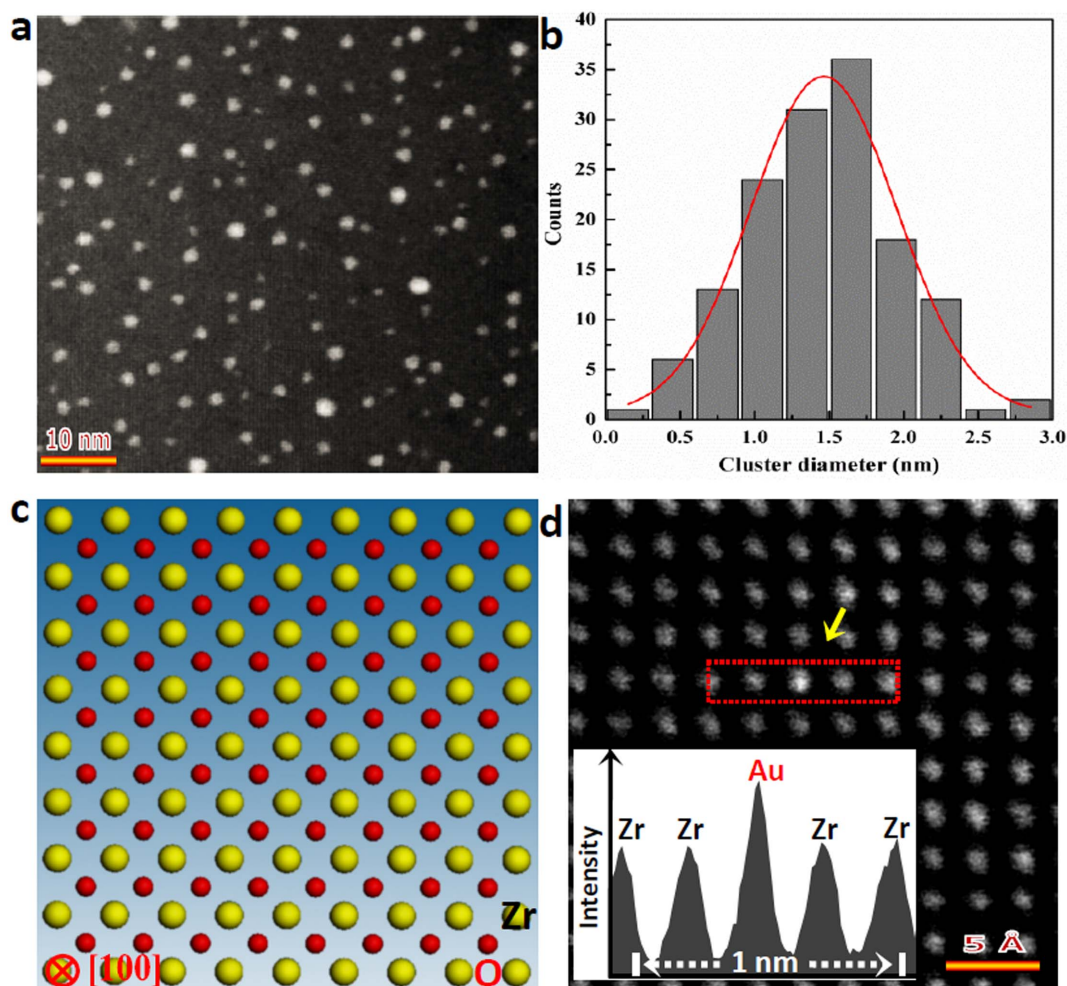 a
10 nm
b
40
35
30
25
20
15
10
5
0
Counts
0.0 0.5 1.0 1.5 2.0 2.5 3.0
Cluster diameter (nm)
c
Zr
[100]
O
d
Au
Zr Zr Zr Zr
Intensity
1 nm
5 Å